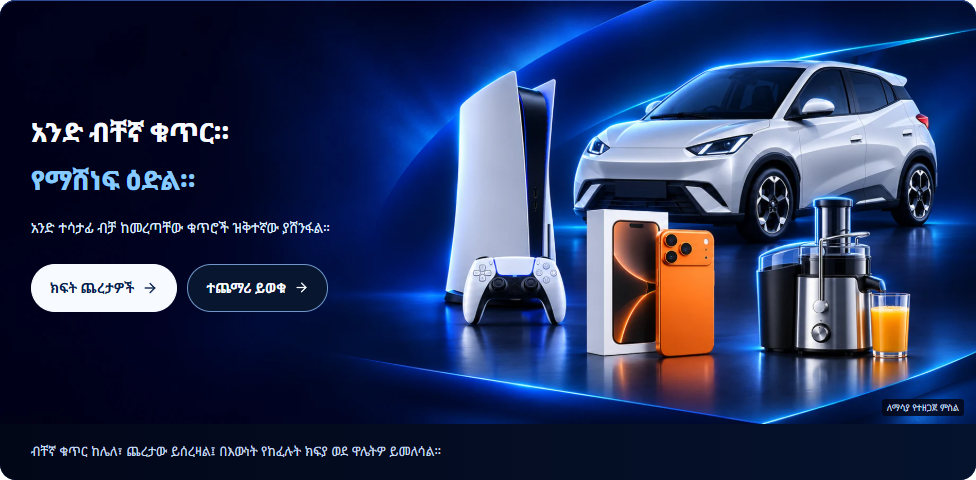 አንድ ብቸኛ ቁጥር።
የማሸነፍ ዕድል።
አንድ ተሳታፊ ብቻ ከመረጣቸው ቁጥሮች ዝቅተኛው ያሸንፋል።
ክፍት ጨረታዎች →
ተጨማሪ ይወቁ →
ለማሳያ የተዘጋጀ ምስል
ብቸኛ ቁጥር ከሌለ፣ ጨረታው ይሰረዛል፤ በእውነት የከፈሉት ክፍያ ወደ ዋሌትዎ ይመለሳል።